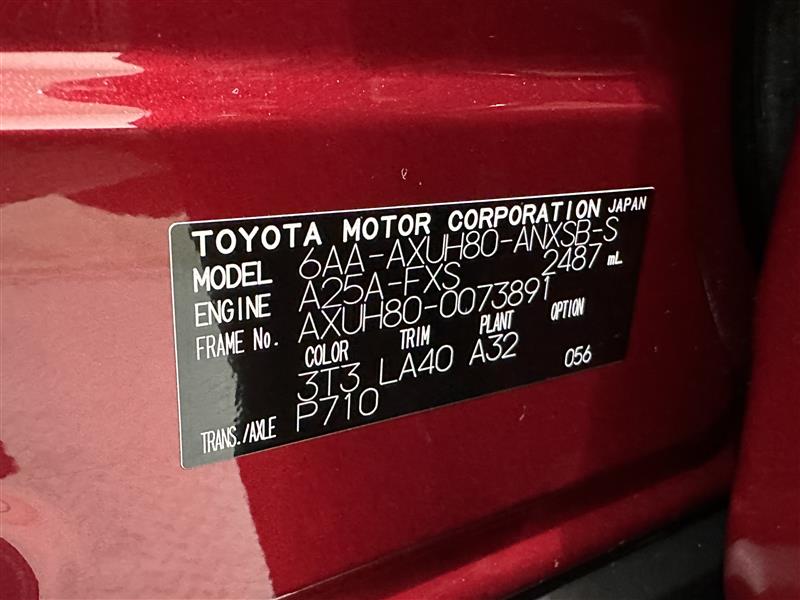 TOYOTA MOTOR CORPORATION JAPAN
MODEL 6AA-AXUH80-ANXSB-S
ENGINE A25A-FXS 2487 mL
FRAME No. AXUH80-0073891
COLOR TRIM PLANT OPTION
3T3 LA40 A32 056
TRANS./AXLE P710